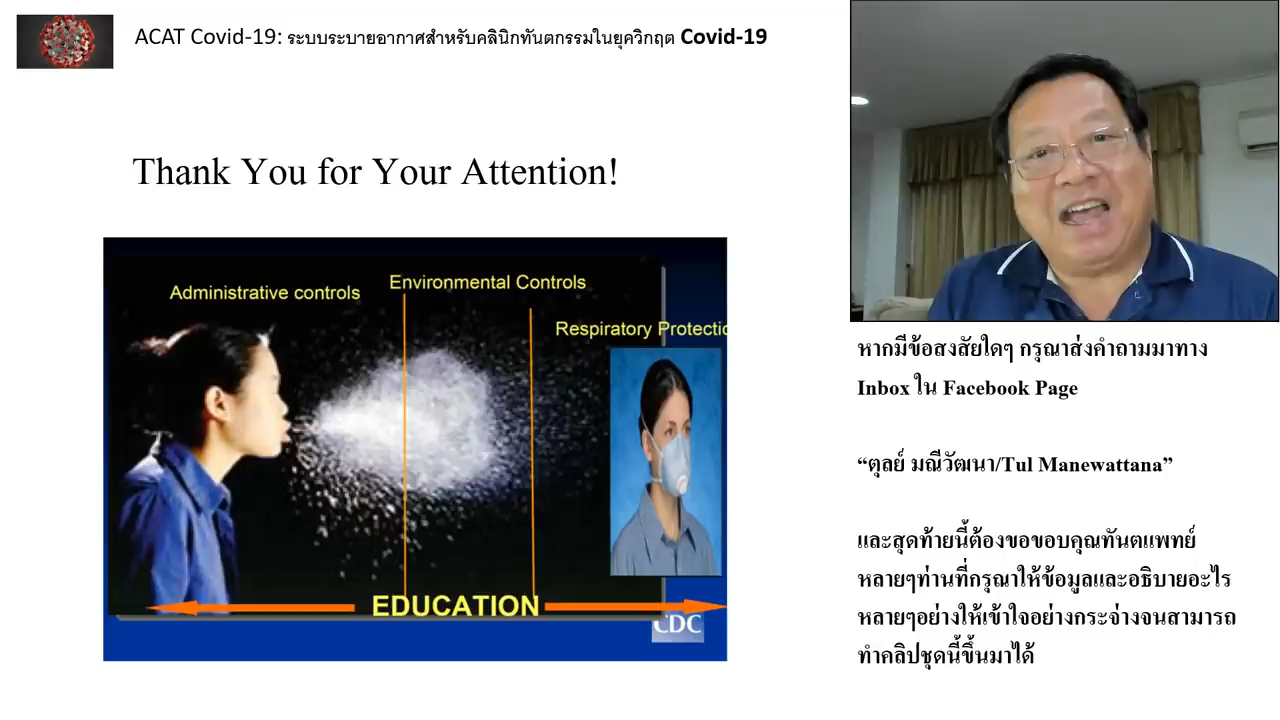 ACAT Covid-19: ระบบระบายอากาศสำหรับคลินิกทันตกรรมในยุควิกฤต Covid-19
Thank You for Your Attention!
Administrative controls
Environmental Controls
Respiratory Protectio
EDUCATION
CDC
หากมีข้อสงสัยใดๆ กรุณาส่งคำถามมาทาง
Inbox ใน Facebook Page
“ตุลย์ มณีวัฒนา/Tul Manewattana”
และสุดท้ายนี้ต้องขอขอบคุณทันตแพทย์
หลายๆท่านที่กรุณาให้ข้อมูลและอธิบายอะไร
หลายๆอย่างให้เข้าใจอย่างกระจ่างจนสามารถ
ทำคลิปชุดนี้ขึ้นมาได้